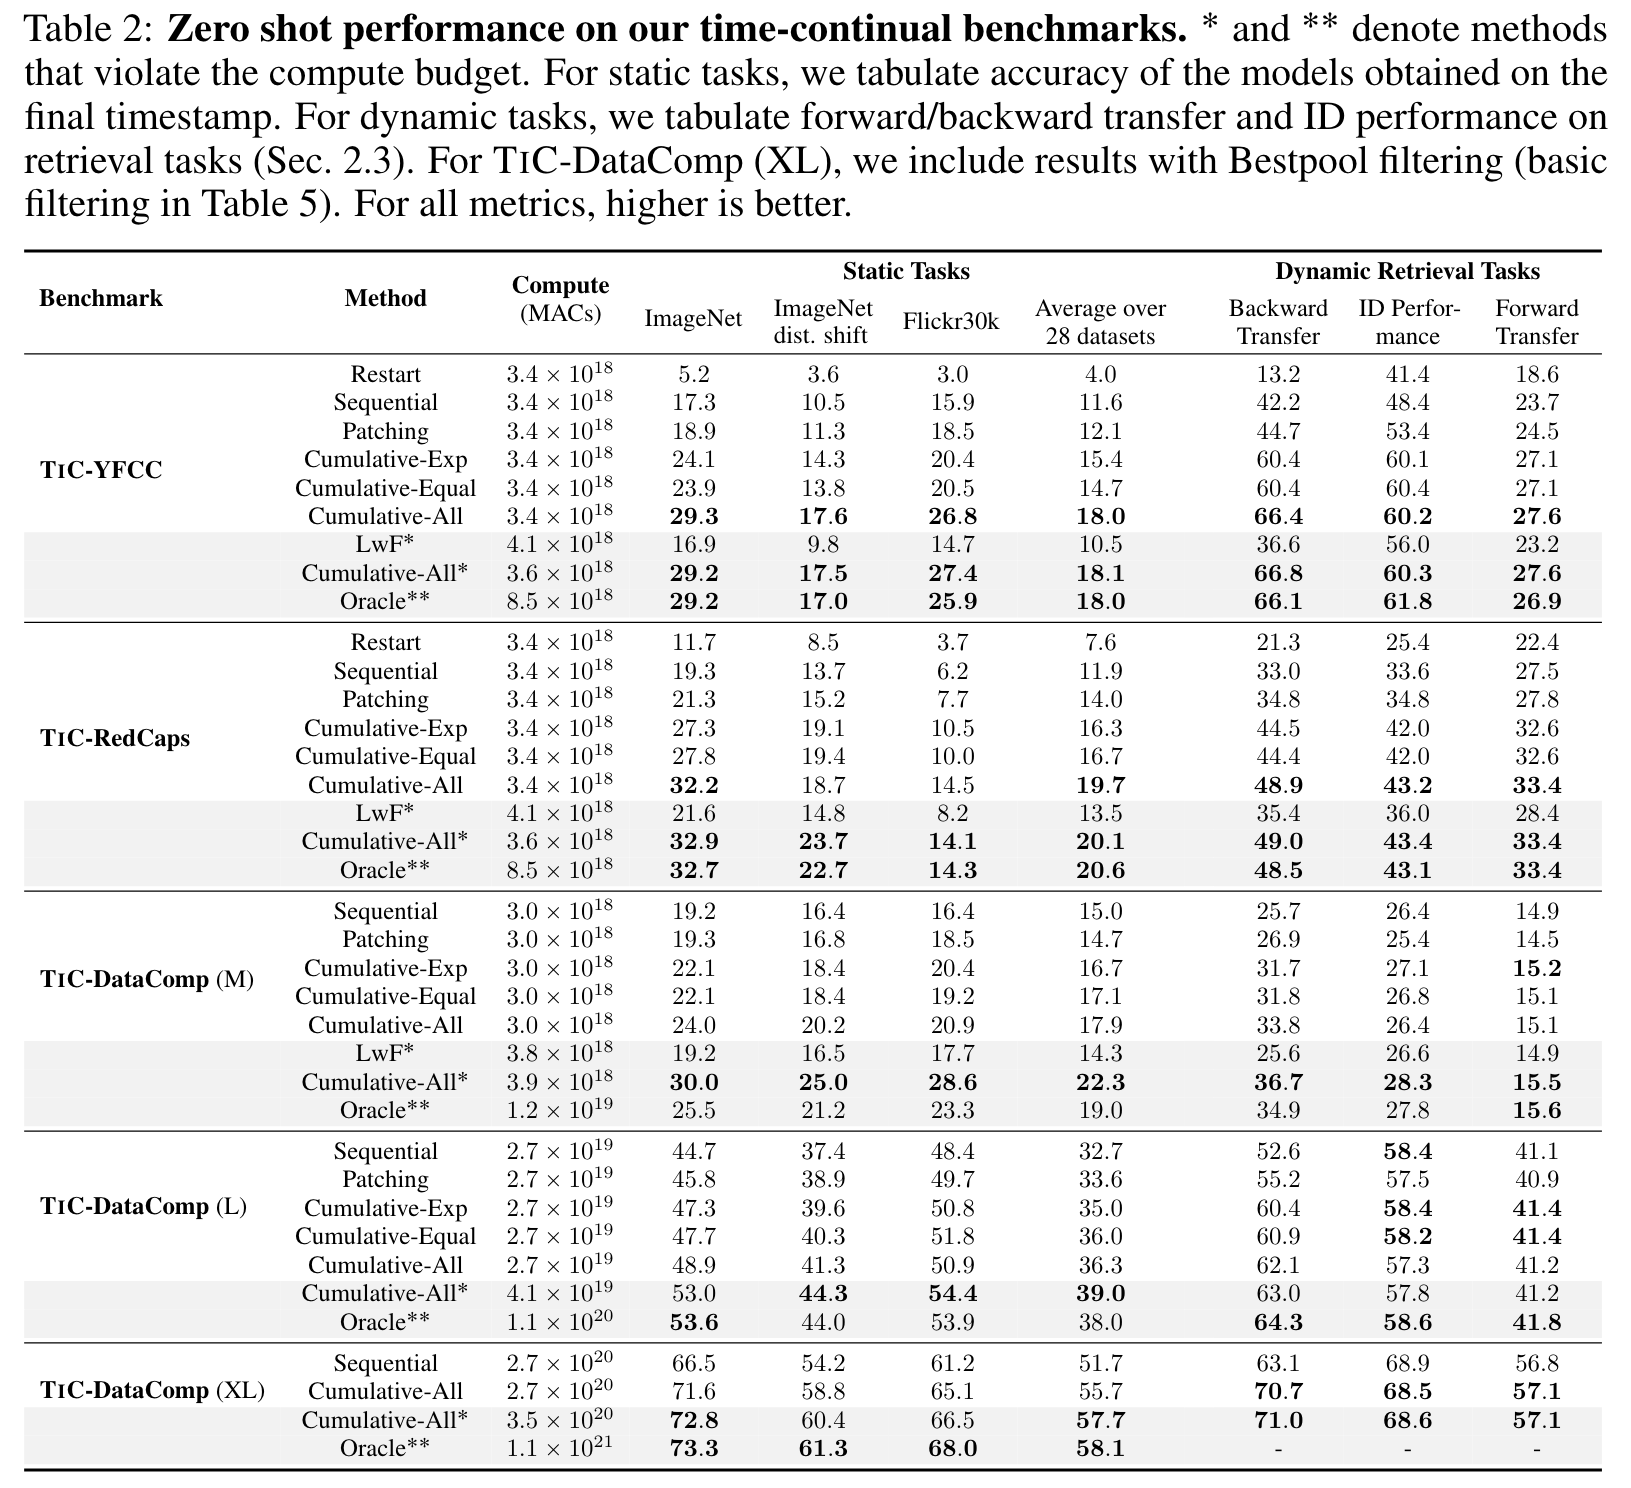 Table 2: Zero shot performance on our time-continual benchmarks. * and ** denote methods
that violate the compute budget. For static tasks, we tabulate accuracy of the models obtained on the
final timestamp. For dynamic tasks, we tabulate forward/backward transfer and ID performance on
retrieval tasks (Sec. 2.3). For TIC-DataComp (XL), we include results with Bestpool filtering (basic
filtering in Table 5). For all metrics, higher is better.
Benchmark Method Compute (MACs) Static Tasks Dynamic Retrieval Tasks
ImageNet ImageNet dist. shift Flickr30k Average over 28 datasets Backward Transfer ID Perfor-mance Forward Transfer
TIC-YFCC
Restart 3.4 × 10^18 5.2 3.6 3.0 4.0 13.2 41.4 18.6
Sequential 3.4 × 10^18 17.3 10.5 15.9 11.6 42.2 48.4 23.7
Patching 3.4 × 10^18 18.9 11.3 18.5 12.1 44.7 53.4 24.5
Cumulative-Exp 3.4 × 10^18 24.1 14.3 20.4 15.4 60.4 60.1 27.1
Cumulative-Equal 3.4 × 10^18 23.9 13.8 20.5 14.7 60.4 60.4 27.1
Cumulative-All 3.4 × 10^18 29.3 17.6 26.8 18.0 66.4 60.2 27.6
LwF* 4.1 × 10^18 16.9 9.8 14.7 10.5 36.6 56.0 23.2
Cumulative-All* 3.6 × 10^18 29.2 17.5 27.4 18.1 66.8 60.3 27.6
Oracle** 8.5 × 10^18 29.2 17.0 25.9 18.0 66.1 61.8 26.9
TIC-RedCaps
Restart 3.4 × 10^18 11.7 8.5 3.7 7.6 21.3 25.4 22.4
Sequential 3.4 × 10^18 19.3 13.7 6.2 11.9 33.0 33.6 27.5
Patching 3.4 × 10^18 21.3 15.2 7.7 14.0 34.8 34.8 27.8
Cumulative-Exp 3.4 × 10^18 27.3 19.1 10.5 16.3 44.5 42.0 32.6
Cumulative-Equal 3.4 × 10^18 27.8 19.4 10.0 16.7 44.4 42.0 32.6
Cumulative-All 3.4 × 10^18 32.2 18.7 14.5 19.7 48.9 43.2 33.4
LwF* 4.1 × 10^18 21.6 14.8 8.2 13.5 35.4 36.0 28.4
Cumulative-All* 3.6 × 10^18 32.9 23.7 14.1 20.1 49.0 43.4 33.4
Oracle** 8.5 × 10^18 32.7 22.7 14.3 20.6 48.5 43.1 33.4
TIC-DataComp (M)
Sequential 3.0 × 10^18 19.2 16.4 16.4 15.0 25.7 26.4 14.9
Patching 3.0 × 10^18 19.3 16.8 18.5 14.7 26.9 25.4 14.5
Cumulative-Exp 3.0 × 10^18 22.1 18.4 20.4 16.7 31.7 27.1 15.2
Cumulative-Equal 3.0 × 10^18 22.1 18.4 19.2 17.1 31.8 26.8 15.1
Cumulative-All 3.0 × 10^18 24.0 20.2 20.9 17.9 33.8 26.4 15.1
LwF* 3.8 × 10^18 19.2 16.5 17.7 14.3 25.6 26.6 14.9
Cumulative-All* 3.9 × 10^18 30.0 25.0 28.6 22.3 36.7 28.3 15.5
Oracle** 1.2 × 10^19 25.5 21.2 23.3 19.0 34.9 27.8 15.6
TIC-DataComp (L)
Sequential 2.7 × 10^19 44.7 37.4 48.4 32.7 52.6 58.4 41.1
Patching 2.7 × 10^19 45.8 38.9 49.7 33.6 55.2 57.5 40.9
Cumulative-Exp 2.7 × 10^19 47.3 39.6 50.8 35.0 60.4 58.4 41.4
Cumulative-Equal 2.7 × 10^19 47.7 40.3 51.8 36.0 60.9 58.2 41.4
Cumulative-All 2.7 × 10^19 48.9 41.3 50.9 36.3 62.1 57.3 41.2
Cumulative-All* 4.1 × 10^19 53.0 44.3 54.4 39.0 63.0 57.8 41.2
Oracle** 1.1 × 10^20 53.6 44.0 53.9 38.0 64.3 58.6 41.8
TIC-DataComp (XL)
Sequential 2.7 × 10^20 66.5 54.2 61.2 51.7 63.1 68.9 56.8
Cumulative-All 2.7 × 10^20 71.6 58.8 65.1 55.7 70.7 68.5 57.1
Cumulative-All* 3.5 × 10^20 72.8 60.4 66.5 57.7 71.0 68.6 57.1
Oracle** 1.1 × 10^21 73.3 61.3 68.0 58.1 - - -